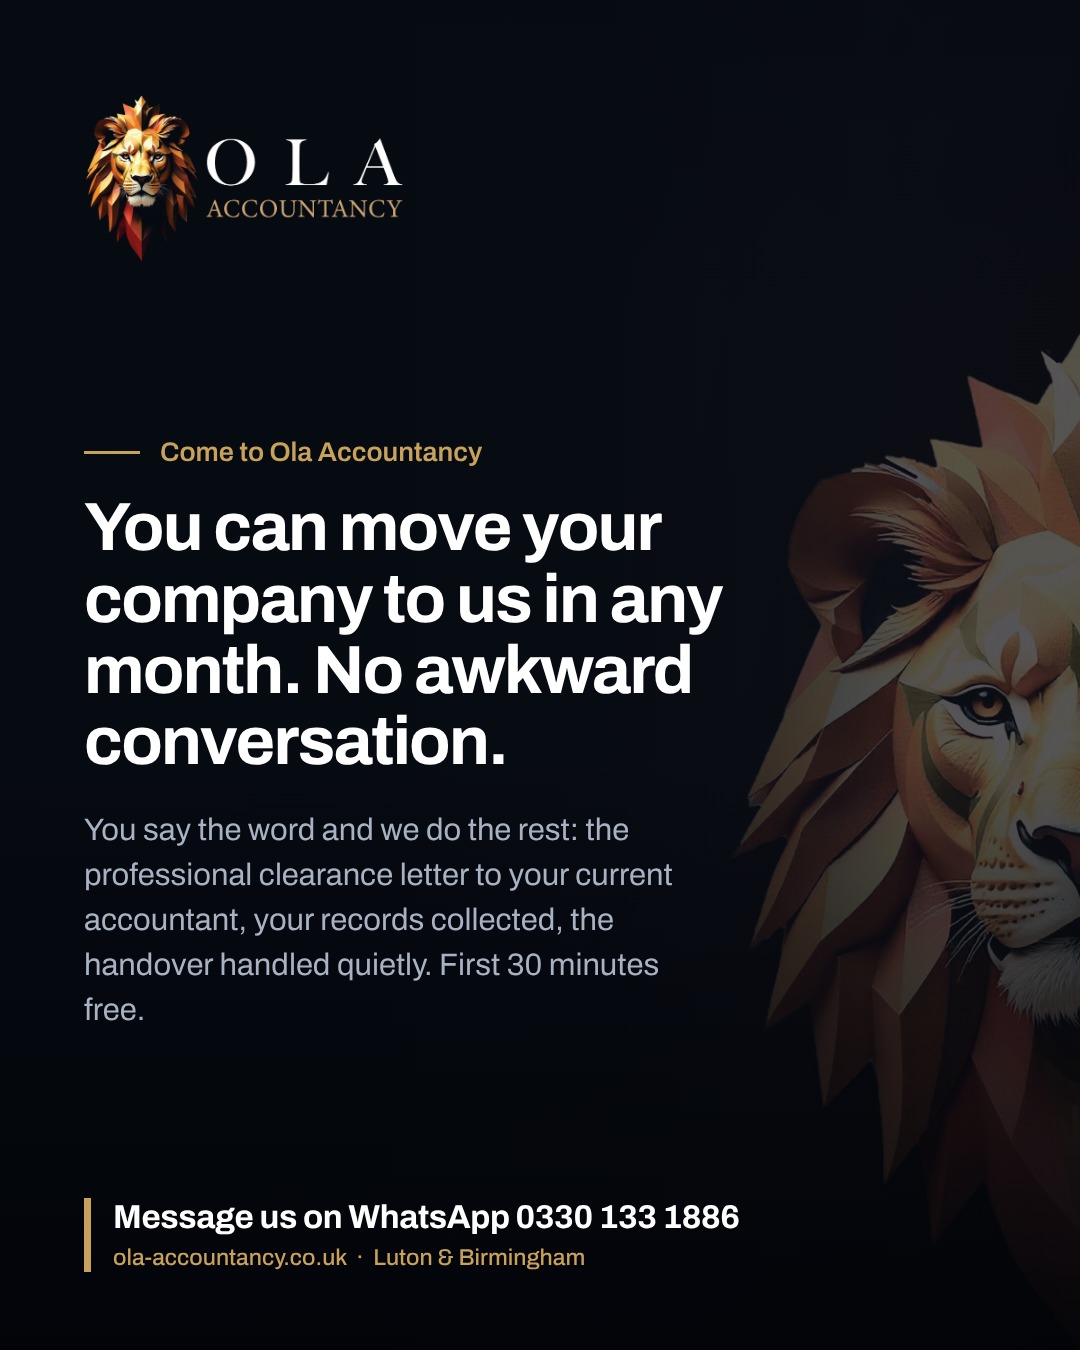 OLA
ACCOUNTANCY
Come to Ola Accountancy
You can move your
company to us in any
month. No awkward
conversation.
You say the word and we do the rest: the
professional clearance letter to your current
accountant, your records collected, the
handover handled quietly. First 30 minutes
free.
Message us on WhatsApp 0330 133 1886
ola-accountancy.co.uk · Luton & Birmingham